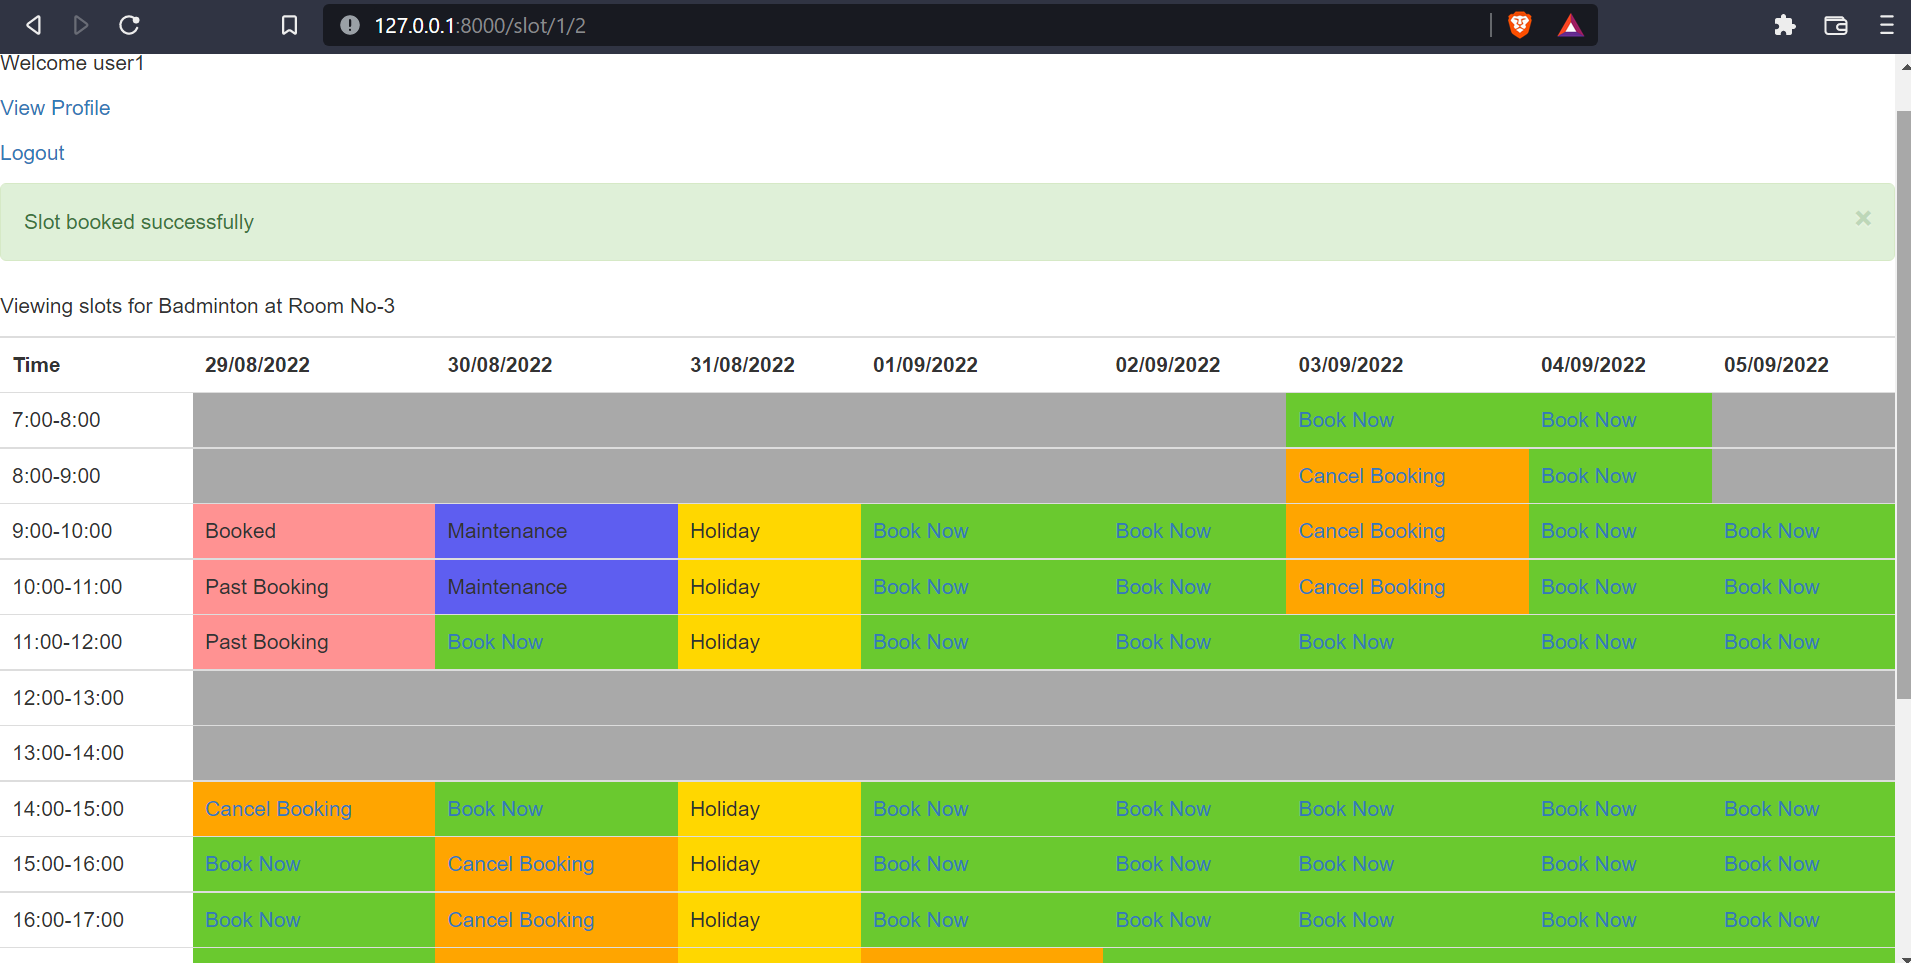 127.0.0.1:8000/slot/1/2
Welcome user1
View Profile
Logout
Slot booked successfully ×
Viewing slots for Badminton at Room No-3
Time 29/08/2022 30/08/2022 31/08/2022 01/09/2022 02/09/2022 03/09/2022 04/09/2022 05/09/2022
7:00-8:00 Book Now Book Now
8:00-9:00 Cancel Booking Book Now
9:00-10:00 Booked Maintenance Holiday Book Now Book Now Cancel Booking Book Now Book Now
10:00-11:00 Past Booking Maintenance Holiday Book Now Book Now Cancel Booking Book Now Book Now
11:00-12:00 Past Booking Book Now Holiday Book Now Book Now Book Now Book Now Book Now
12:00-13:00
13:00-14:00
14:00-15:00 Cancel Booking Book Now Holiday Book Now Book Now Book Now Book Now Book Now
15:00-16:00 Book Now Cancel Booking Holiday Book Now Book Now Book Now Book Now Book Now
16:00-17:00 Book Now Cancel Booking Holiday Book Now Book Now Book Now Book Now Book Now